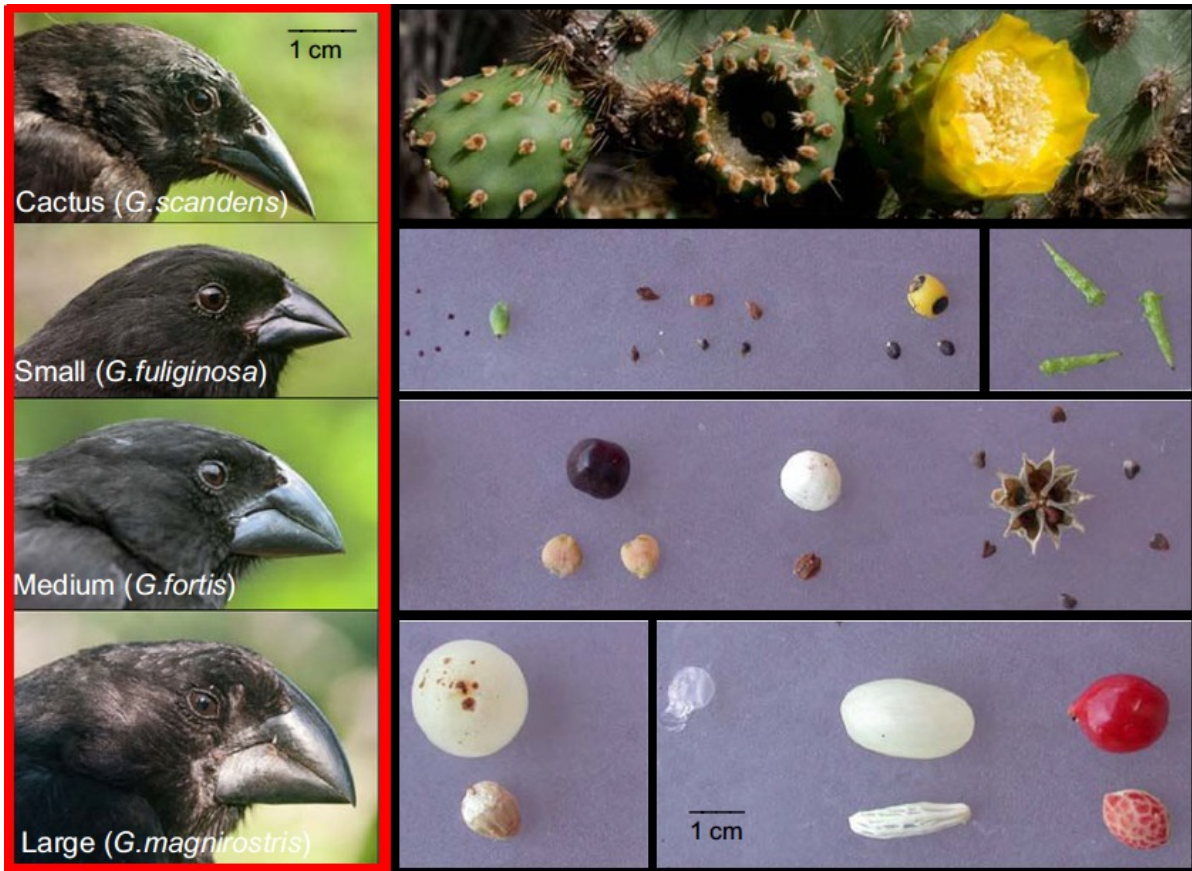 1 cm
Cactus (G.scandens)
Small (G.fuliginosa)
Medium (G.fortis)
Large (G.magnirostris)
1 cm